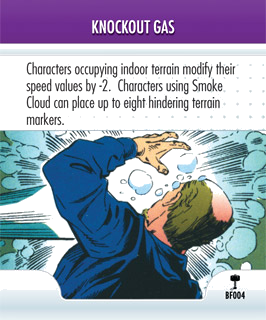 KNOCKOUT GAS
Characters occupying indoor terrain modify their
speed values by -2. Characters using Smoke
Cloud can place up to eight hindering terrain
markers.
BF004